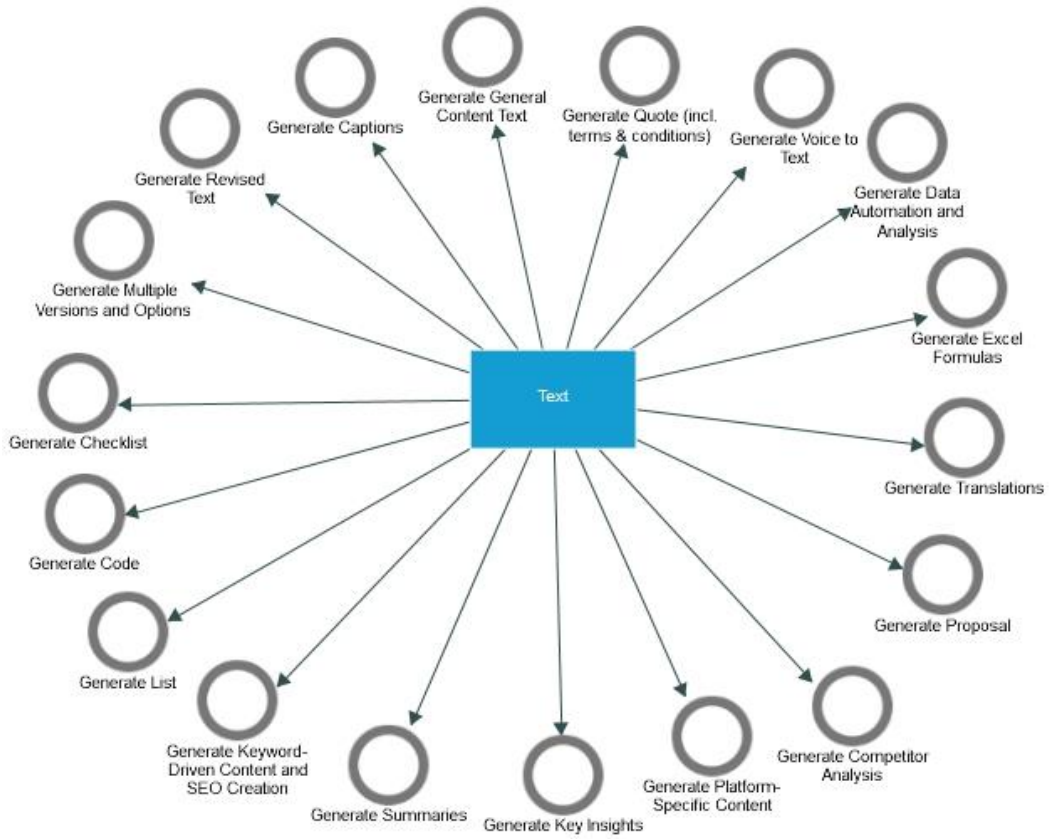 Generate General
Content Text
Generate Quote (incl.
terms & conditions)
Generate Captions
Generate Voice to
Text
Generate Revised
Text
Generate Data
Automation and
Analysis
Generate Multiple
Versions and Options
Generate Excel
Formulas
Text
Generate Checklist
Generate Translations
Generate Code
Generate Proposal
Generate List
Generate Keyword-
Driven Content and
SEO Creation
Generate Competitor
Analysis
Generate Platform-
Specific Content
Generate Summaries
Generate Key Insights